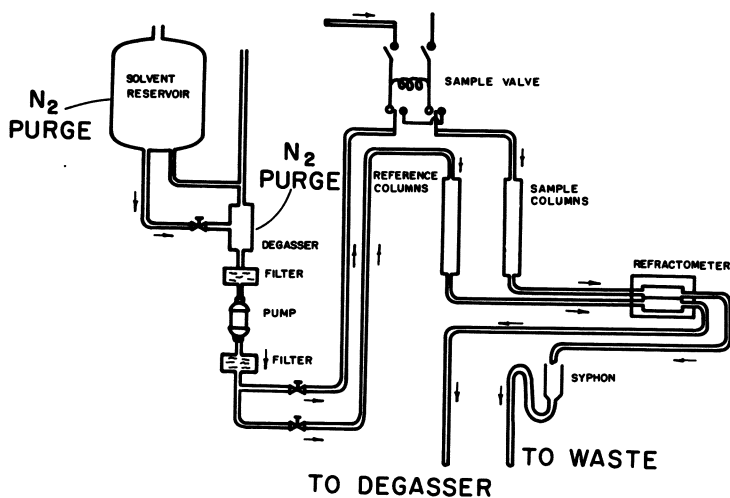 SAMPLE VALVE
SOLVENT
RESERVOIR
N2
PURGE
N2
PURGE
REFERENCE
COLUMNS
SAMPLE
COLUMNS
DEGASSER
REFRACTOMETER
FILTER
PUMP
FILTER
SYPHON
TO WASTE
TO DEGASSER